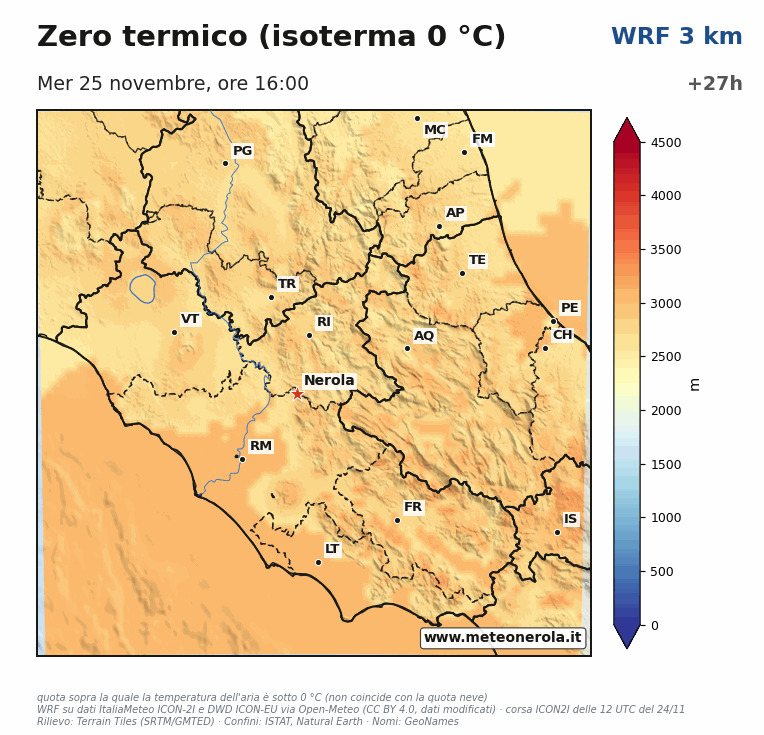 Zero termico (isoterma 0 °C)
WRF 3 km
Mer 25 novembre, ore 16:00
+27h
MC
FM
PG
AP
TE
TR
PE
VT
RI
AQ
CH
Nerola
RM
FR
IS
LT
www.meteonerola.it
4500
4000
3500
3000
2500
2000
1500
1000
500
0
m
quota sopra la quale la temperatura dell'aria è sotto 0 °C (non coincide con la quota neve)
WRF su dati ItaliaMeteo ICON-2I e DWD ICON-EU via Open-Meteo (CC BY 4.0, dati modificati) · corsa ICON2I delle 12 UTC del 24/11
Rilievo: Terrain Tiles (SRTM/GMTED) · Confini: ISTAT, Natural Earth · Nomi: GeoNames